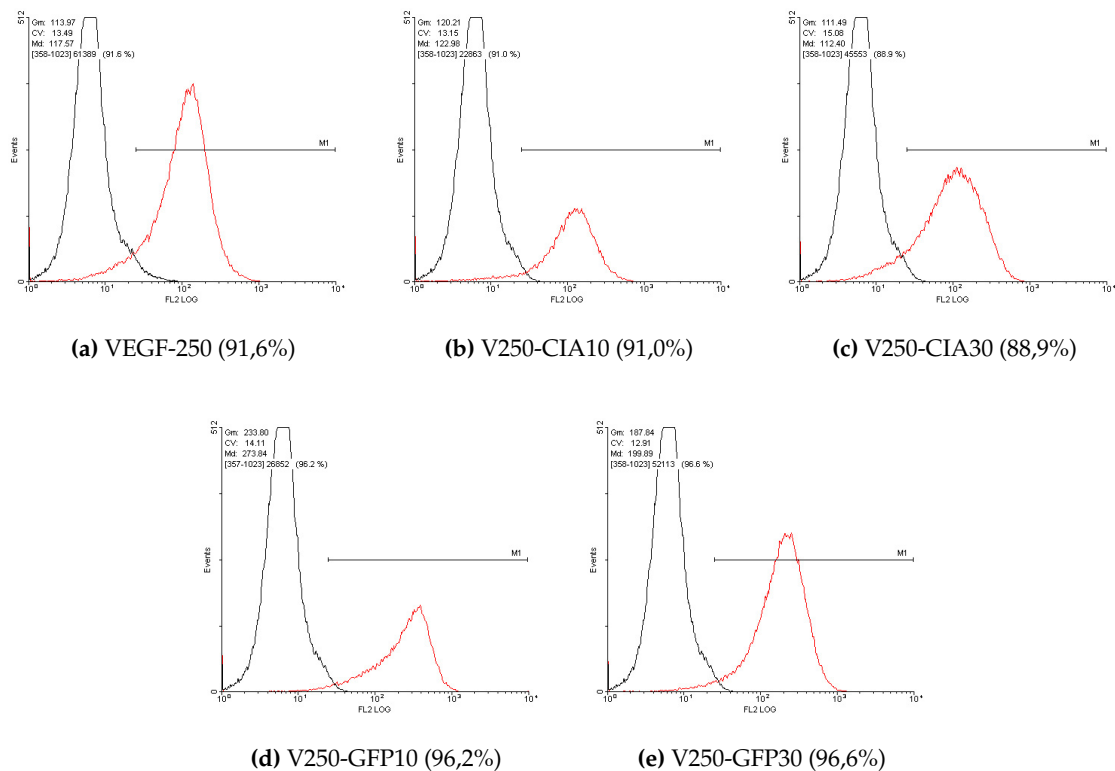 512
Gm: 113.97
CV: 13.49
Md: 117.57
[358-1023] 61389 (91.6 %)
M1
Events
0
10⁰ 10¹ 10² 10³ 10⁴
FL2 LOG
(a) VEGF-250 (91,6%)
512
Gm: 120.21
CV: 13.15
Md: 122.98
[358-1023] 22863 (91.0 %)
M1
Events
0
10⁰ 10¹ 10² 10³ 10⁴
FL2 LOG
(b) V250-CIA10 (91,0%)
512
Gm: 111.49
CV: 15.08
Md: 112.40
[358-1023] 45553 (88.9 %)
M1
Events
0
10⁰ 10¹ 10² 10³ 10⁴
FL2 LOG
(c) V250-CIA30 (88,9%)
512
Gm: 233.80
CV: 14.11
Md: 273.84
[357-1023] 26852 (96.2 %)
M1
Events
0
10⁰ 10¹ 10² 10³ 10⁴
FL2 LOG
(d) V250-GFP10 (96,2%)
512
Gm: 187.84
CV: 12.91
Md: 199.89
[358-1023] 52113 (96.6 %)
M1
Events
0
10⁰ 10¹ 10² 10³ 10⁴
FL2 LOG
(e) V250-GFP30 (96,6%)